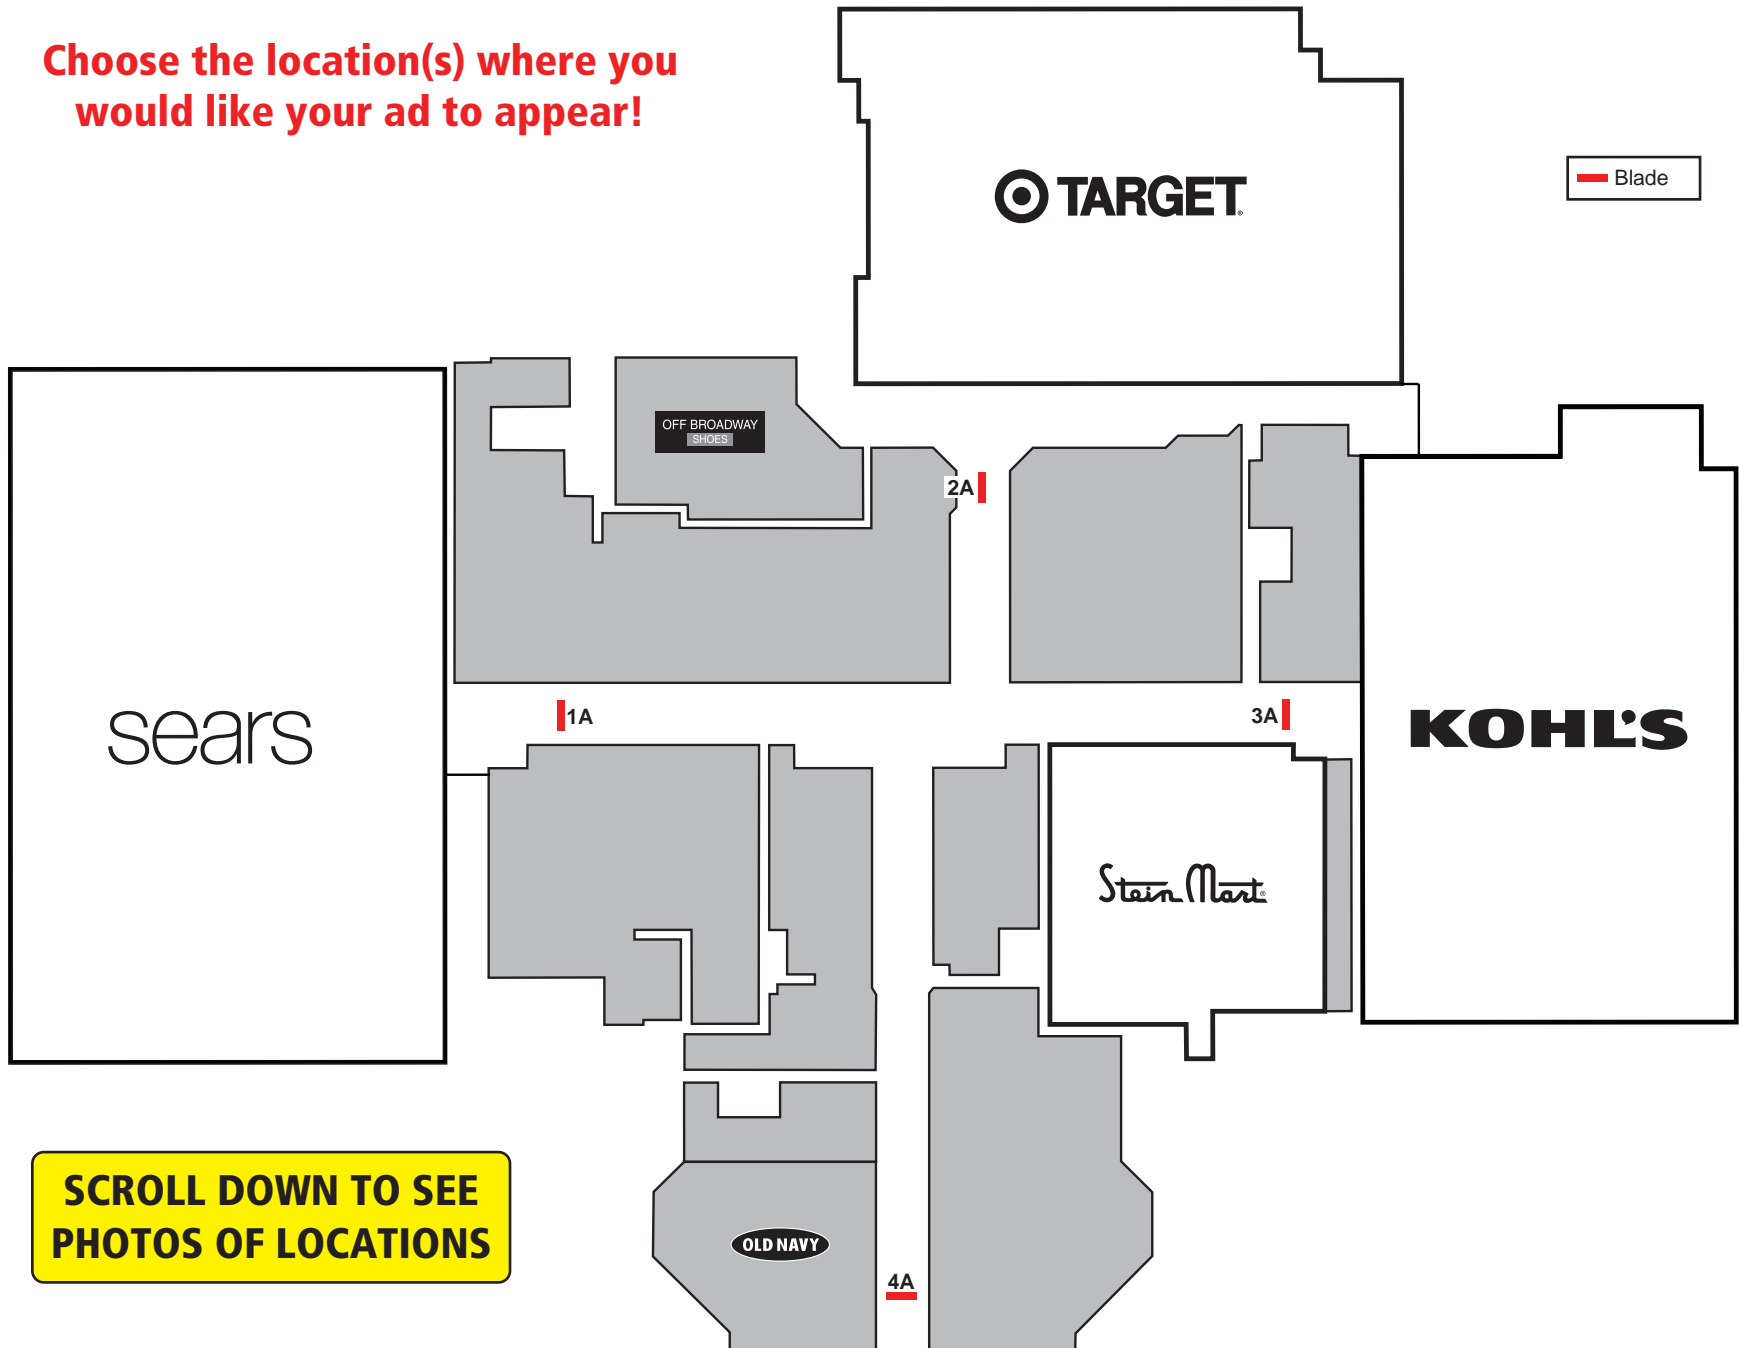 Choose the location(s) where you
would like your ad to appear!
TARGET®
Blade
OFF BROADWAY
SHOES
2A
sears
1A
3A
KOHL'S
Stein Mart®
SCROLL DOWN TO SEE
PHOTOS OF LOCATIONS
OLD NAVY
4A